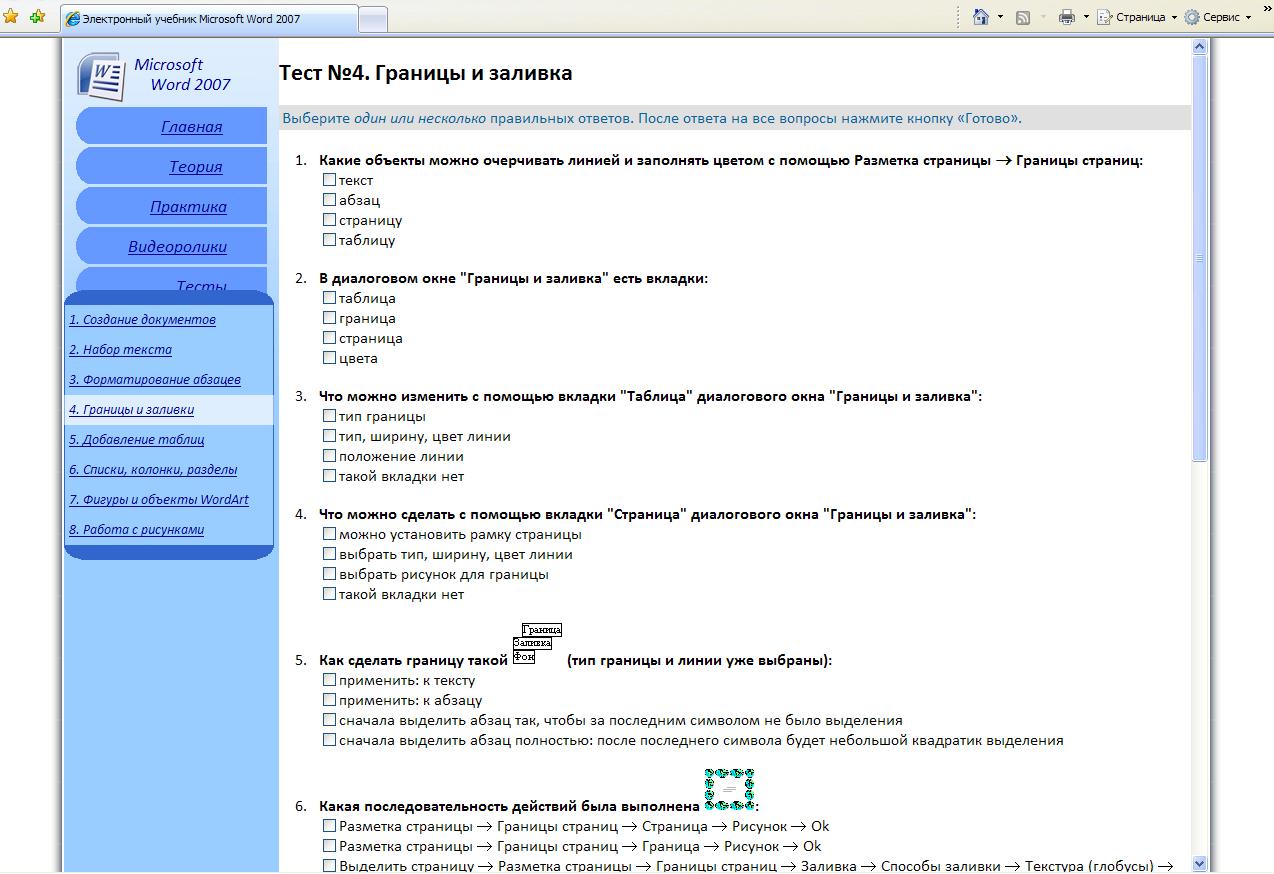 Электронный учебник Microsoft Word 2007
Страница
Сервис
»
Microsoft
Word 2007
Главная
Теория
Практика
Видеоролики
Тесты
1. Создание документов
2. Набор текста
3. Форматирование абзацев
4. Границы и заливки
5. Добавление таблиц
6. Списки, колонки, разделы
7. Фигуры и объекты WordArt
8. Работа с рисунками
Тест №4. Границы и заливка
Выберите один или несколько правильных ответов. После ответа на все вопросы нажмите кнопку «Готово».
1. Какие объекты можно очерчивать линией и заполнять цветом с помощью Разметка страницы → Границы страниц:
текст
абзац
страницу
таблицу
2. В диалоговом окне "Границы и заливка" есть вкладки:
таблица
граница
страница
цвета
3. Что можно изменить с помощью вкладки "Таблица" диалогового окна "Границы и заливка":
тип границы
тип, ширину, цвет линии
положение линии
такой вкладки нет
4. Что можно сделать с помощью вкладки "Страница" диалогового окна "Границы и заливка":
можно установить рамку страницы
выбрать тип, ширину, цвет линии
выбрать рисунок для границы
такой вкладки нет
Граница
Заливка
Фон
5. Как сделать границу такой (тип границы и линии уже выбраны):
применить: к тексту
применить: к абзацу
сначала выделить абзац так, чтобы за последним символом не было выделения
сначала выделить абзац полностью: после последнего символа будет небольшой квадратик выделения
6. Какая последовательность действий была выполнена :
Разметка страницы → Границы страниц → Страница → Рисунок → Ok
Разметка страницы → Границы страниц → Граница → Рисунок → Ok
Выделить страницу → Разметка страницы → Границы страниц → Заливка → Способы заливки → Текстура (глобусы) →